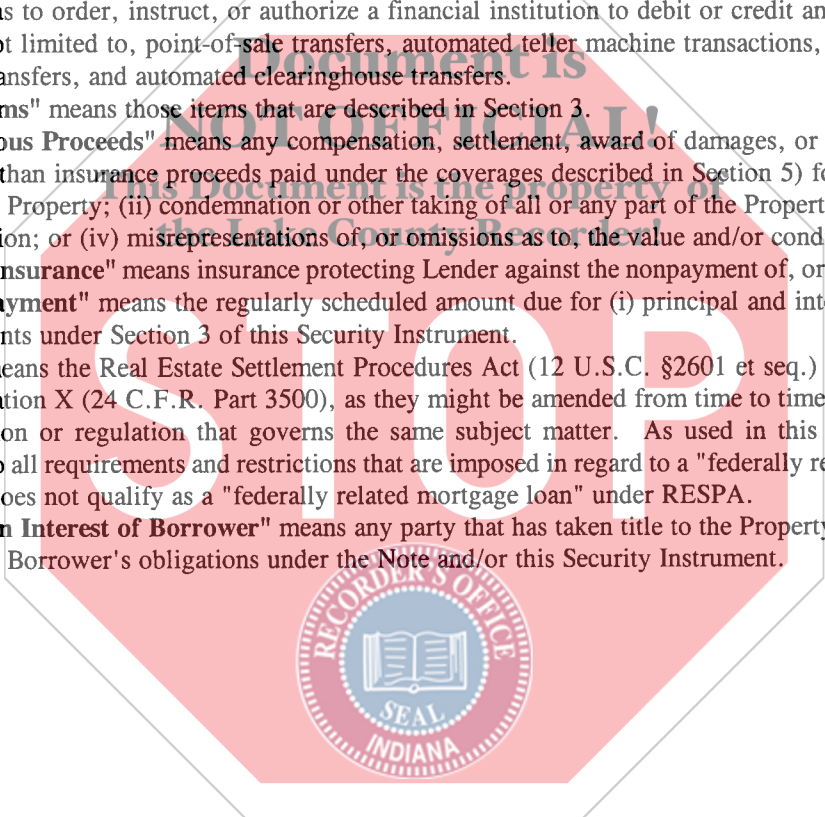 s to order, instruct, or authorize a financial institution to debit or credit an
ot limited to, point-of-sale transfers, automated teller machine transactions,
ansfers, and automated clearinghouse transfers.
ms" means those items that are described in Section 3.
ous Proceeds" means any compensation, settlement, award of damages, or
than insurance proceeds paid under the coverages described in Section 5) fo
Property; (ii) condemnation or other taking of all or any part of the Propert
ion; or (iv) misrepresentations of, or omissions as to, the value and/or cond
nsurance" means insurance protecting Lender against the nonpayment of, or
ayment" means the regularly scheduled amount due for (i) principal and inte
nts under Section 3 of this Security Instrument.
eans the Real Estate Settlement Procedures Act (12 U.S.C. §2601 et seq.)
ation X (24 C.F.R. Part 3500), as they might be amended from time to time
on or regulation that governs the same subject matter. As used in this
o all requirements and restrictions that are imposed in regard to a "federally re
oes not qualify as a "federally related mortgage loan" under RESPA.
n Interest of Borrower" means any party that has taken title to the Property
Borrower's obligations under the Note and/or this Security Instrument.
Document is
NOT OFFICIAL!
This Document is the property of
the Lake County Recorder!
STOP
RECORDER'S OFFICE
SEAL
INDIANA